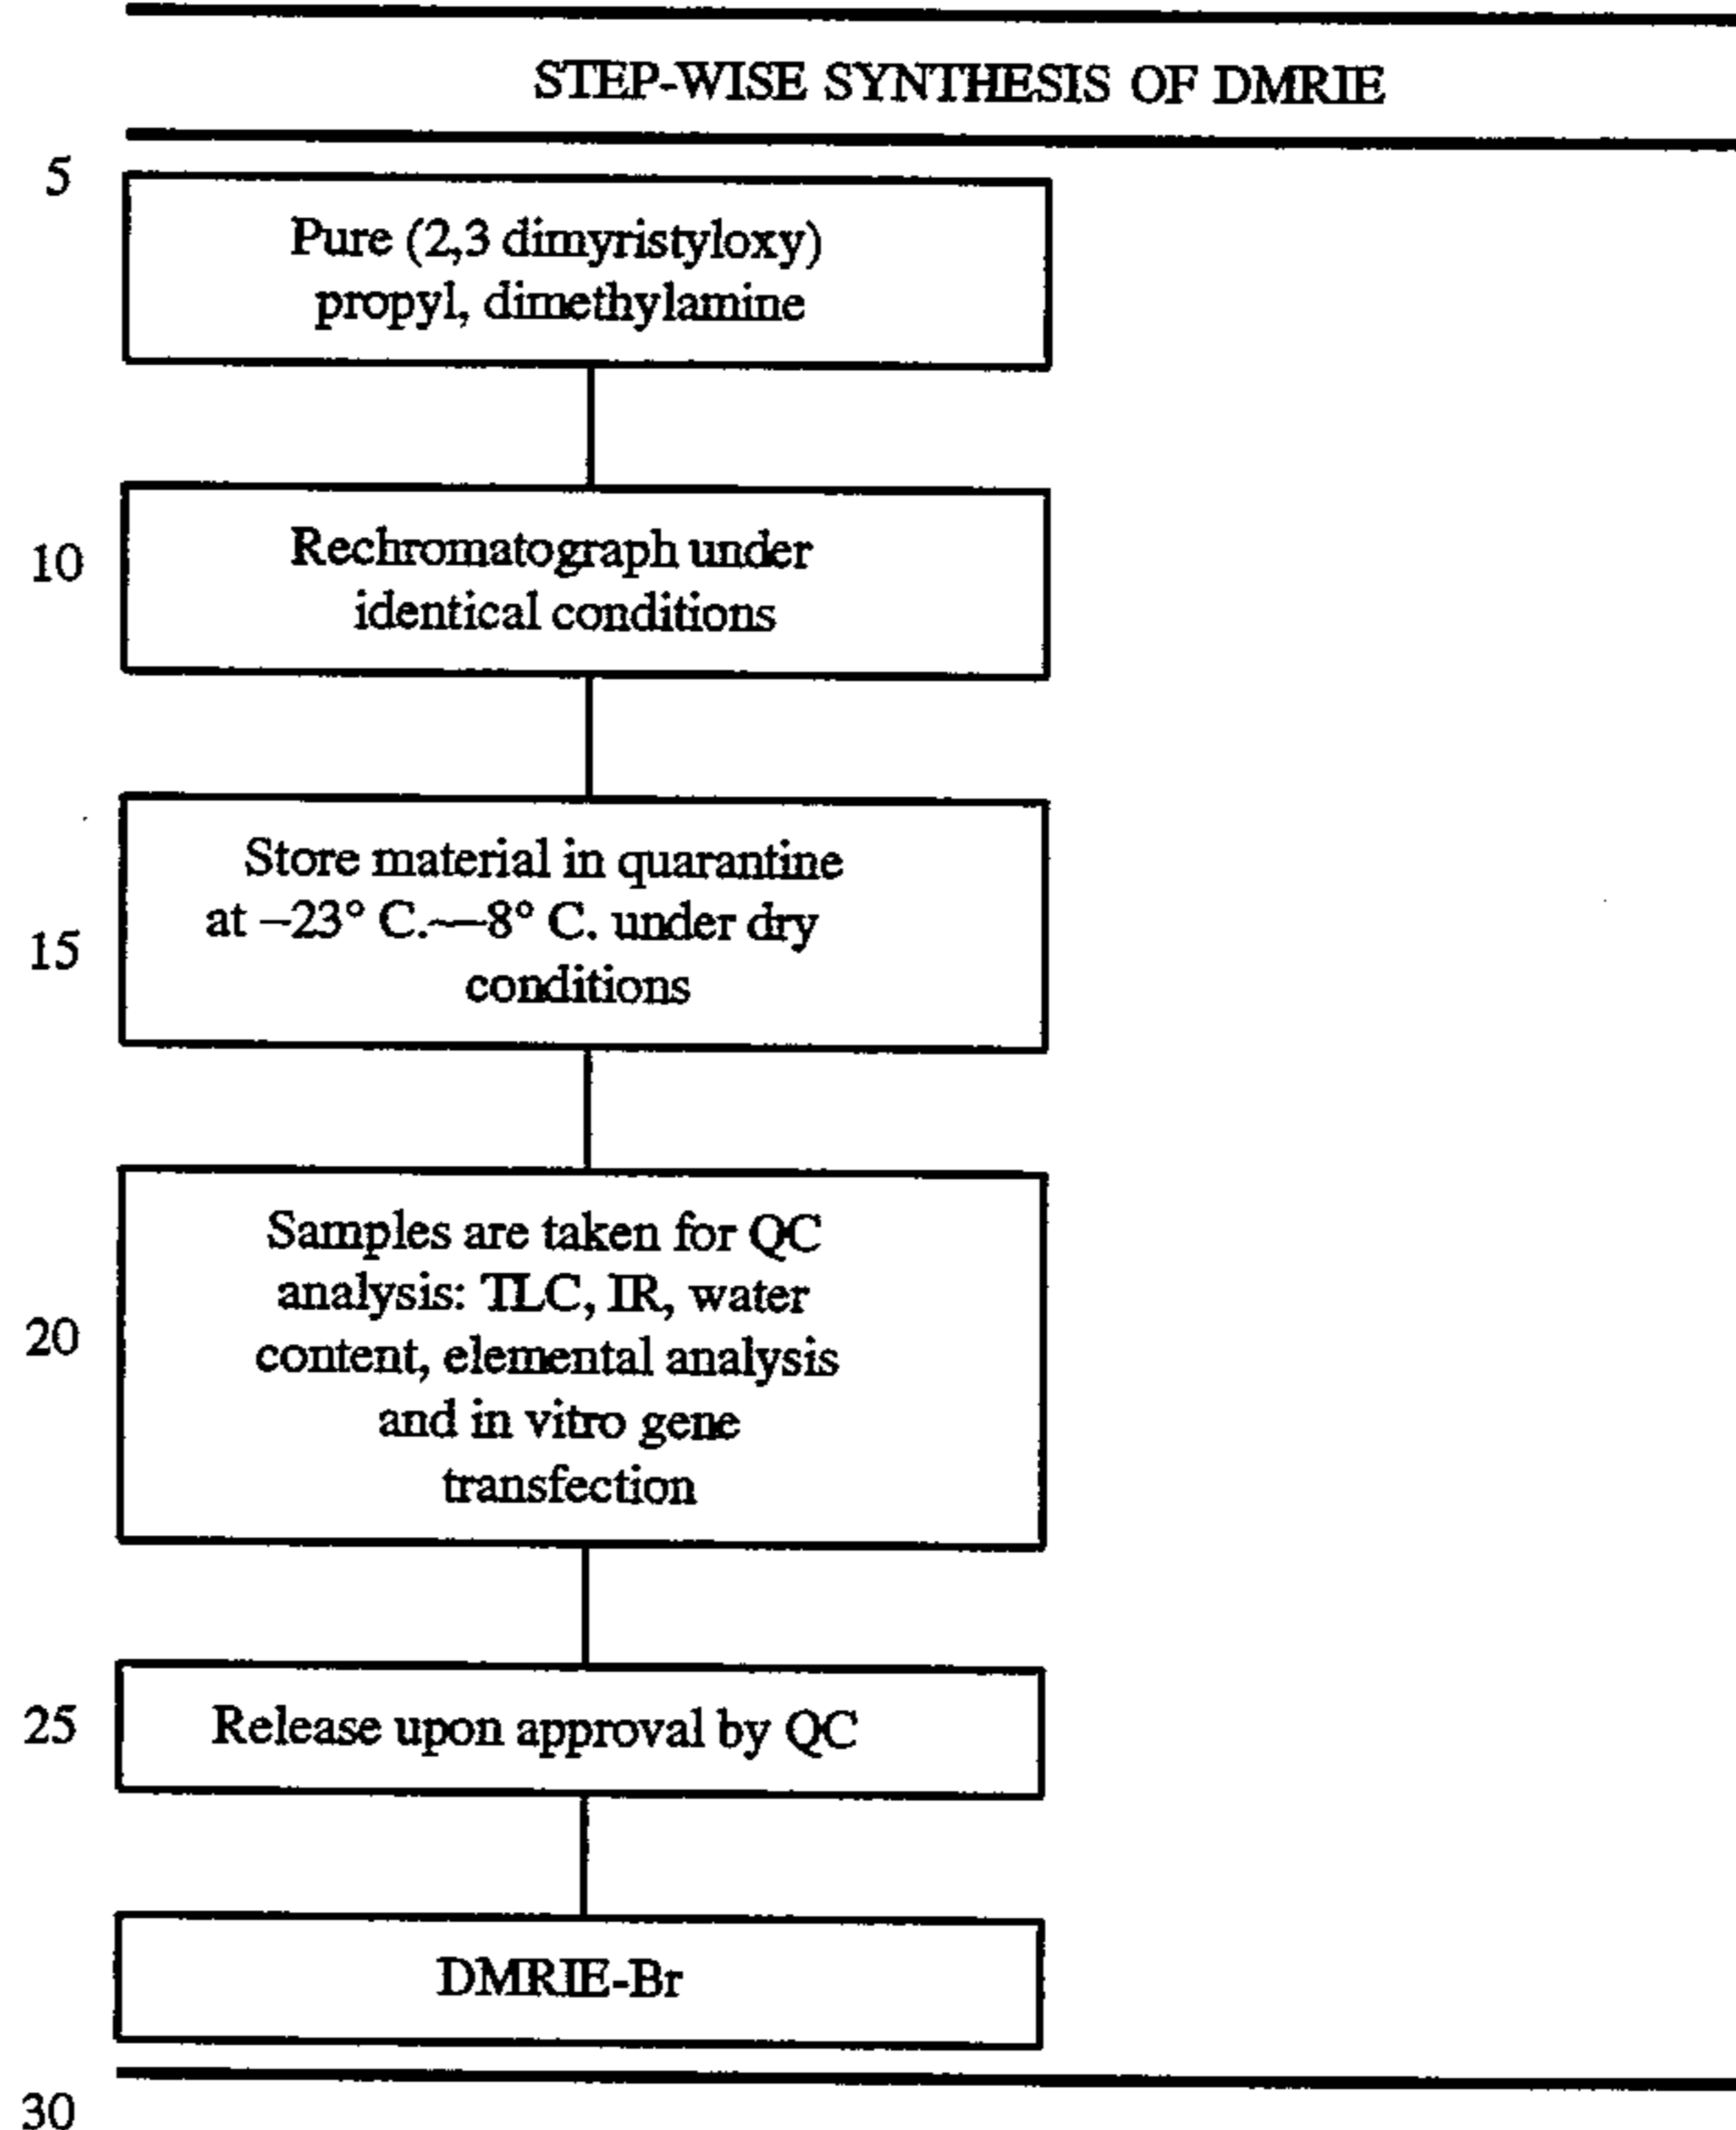 STEP-WISE SYNTHESIS OF DMRIE
5
Pure (2,3 dimyristyloxy)
propyl, dimethylamine
10
Rechromatograph under
identical conditions
Store material in quarantine
at –23° C.—–8° C. under dry
15
conditions
Samples are taken for QC
analysis: TLC, IR, water
20
content, elemental analysis
and in vitro gene
transfection
25
Release upon approval by QC
DMRIE-Br
30